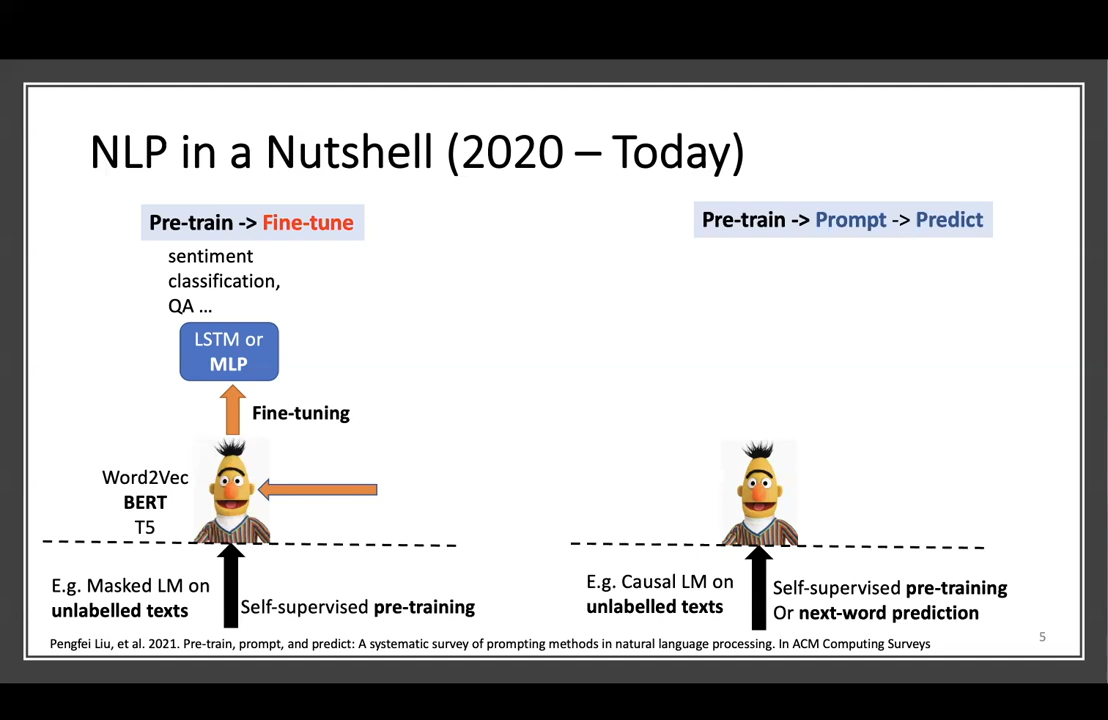 NLP in a Nutshell (2020 – Today)
Pre-train -> Fine-tune
sentiment
classification,
QA …
LSTM or
MLP
Fine-tuning
Word2Vec
BERT
T5
E.g. Masked LM on
unlabelled texts
Self-supervised pre-training
Pre-train -> Prompt -> Predict
E.g. Causal LM on
unlabelled texts
Self-supervised pre-training
Or next-word prediction
Pengfei Liu, et al. 2021. Pre-train, prompt, and predict: A systematic survey of prompting methods in natural language processing. In ACM Computing Surveys
5